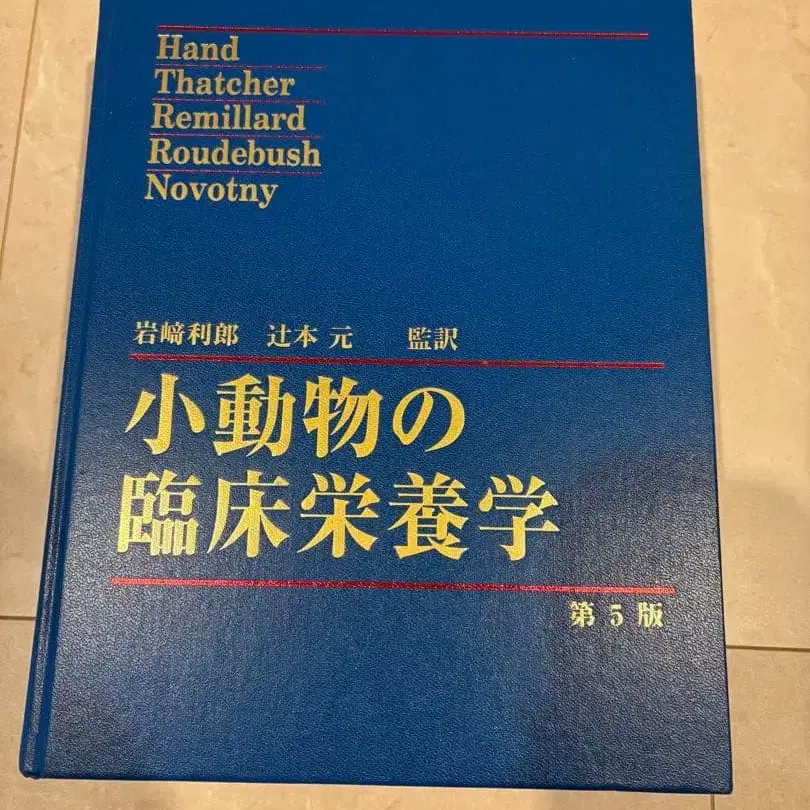 Hand
Thatcher
Remillard
Roudebush
Novotny
岩﨑利郎　辻本 元　　監訳
小動物の
臨床栄養学
第 5 版